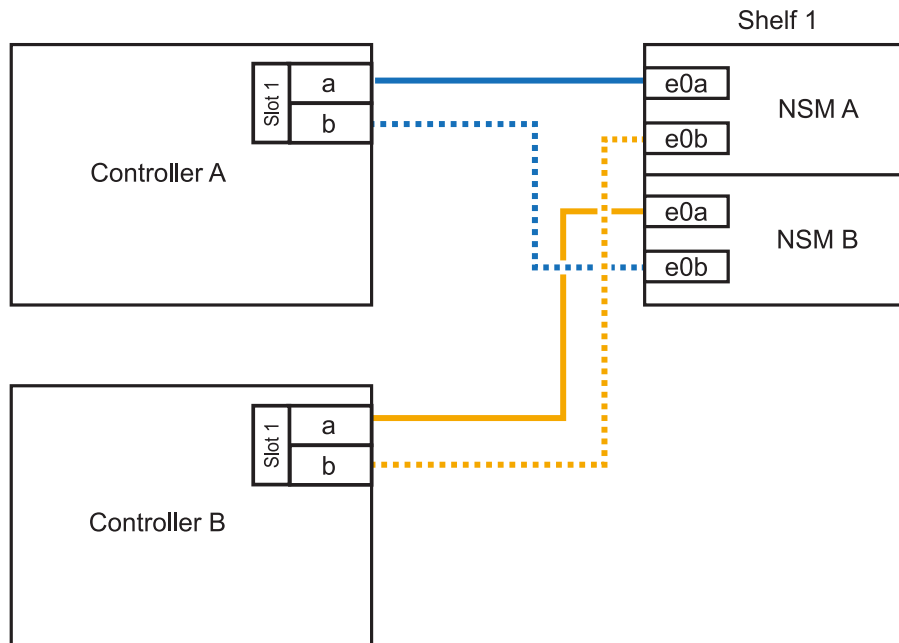 Shelf 1
Controller A
Slot 1
a
b
e0a
e0b
NSM A
e0a
e0b
NSM B
Controller B
Slot 1
a
b